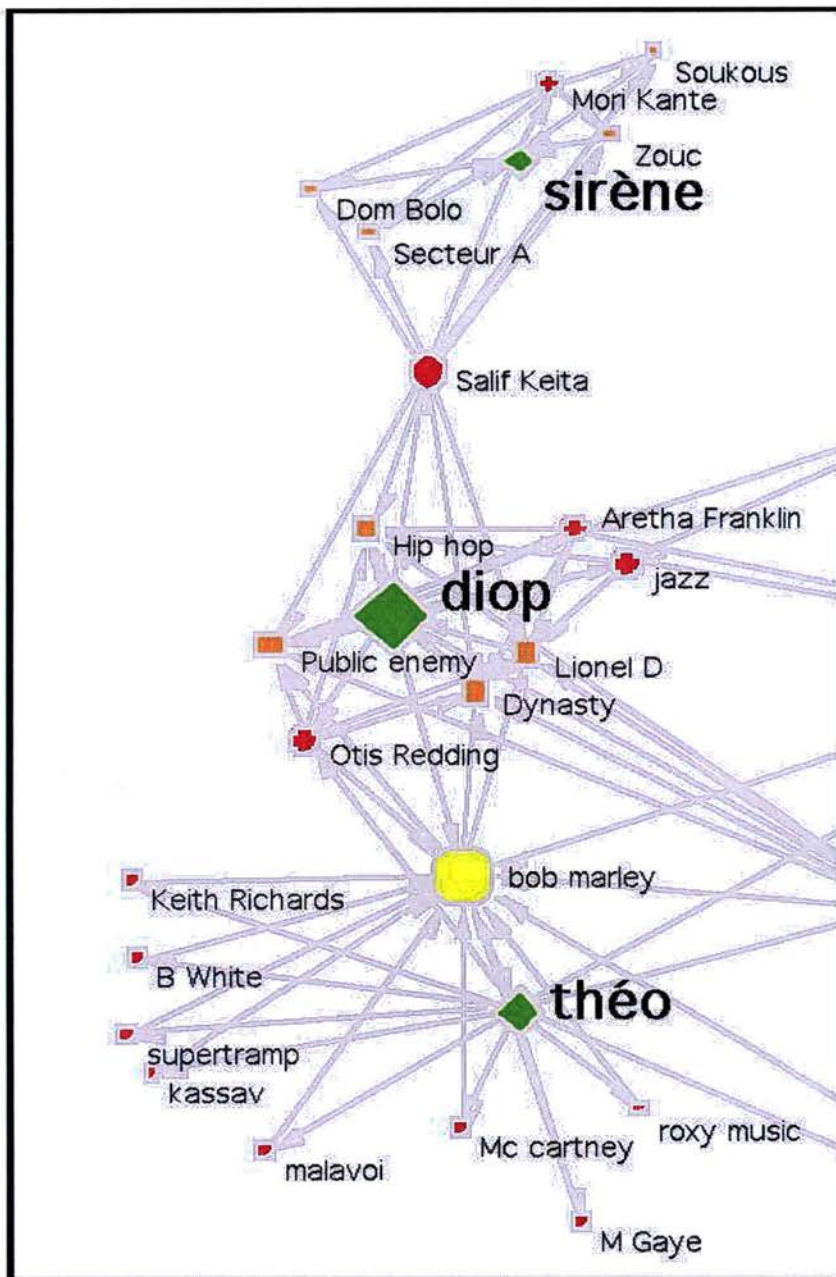 Soukous
Mori Kante
Zouc
sirène
Dom Bolo
Secteur A
Salif Keita
Aretha Franklin
Hip hop
jazz
diop
Public enemy
Lionel D
Dynasty
Otis Redding
bob marley
Keith Richards
B White
théo
supertramp
kassav
roxy music
Mc cartney
malavoi
M Gaye